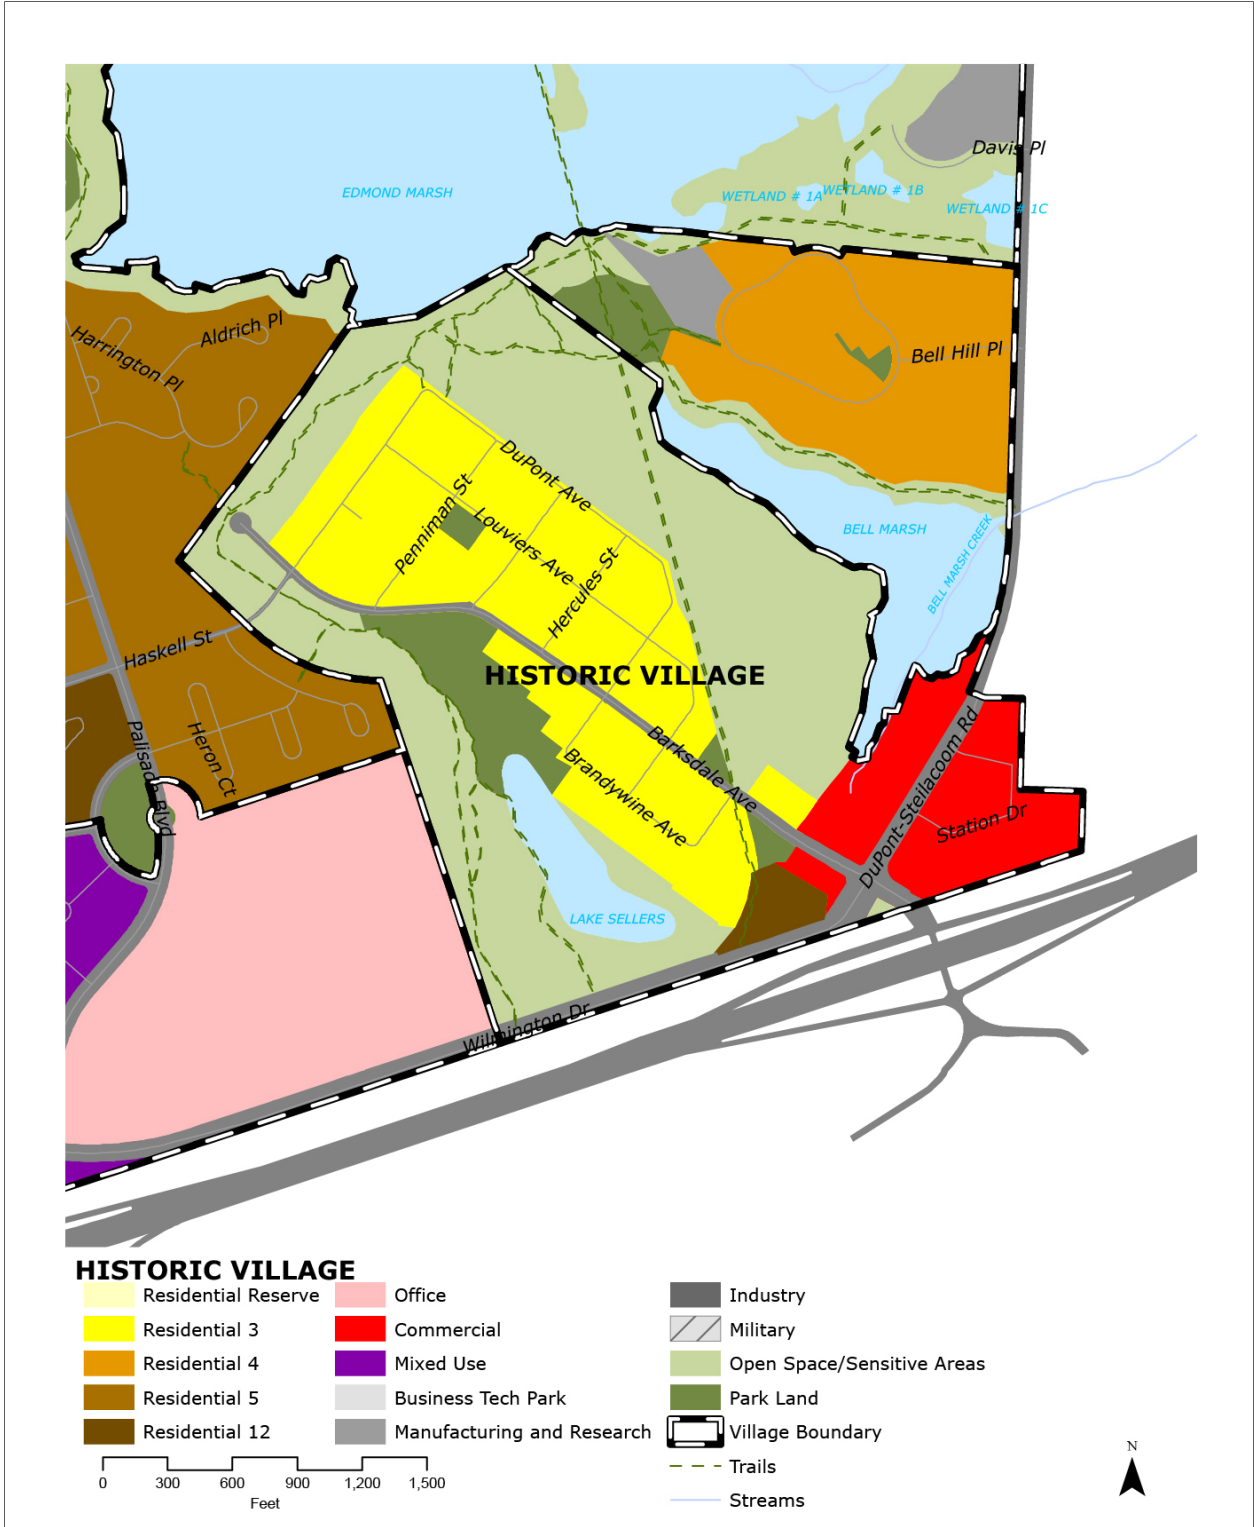 EDMOND MARSH
Davis Pl
WETLAND # 1A
WETLAND # 1B
WETLAND # 1C
Aldrich Pl
Harrington Pl
Bell Hill Pl
DuPont Ave
Penniman St
Louviers Ave
Hercules St
BELL MARSH
BELL MARSH CREEK
Haskell St
HISTORIC VILLAGE
Heron Ct
Palisade Blvd
Barksdale Ave
Brandywine Ave
DuPont-Steilacoom Rd
Station Dr
LAKE SELLERS
Wilmington Dr
HISTORIC VILLAGE
Residential Reserve
Residential 3
Residential 4
Residential 5
Residential 12
Office
Commercial
Mixed Use
Business Tech Park
Manufacturing and Research
Industry
Military
Open Space/Sensitive Areas
Park Land
Village Boundary
Trails
Streams
0 300 600 900 1,200 1,500
Feet
N